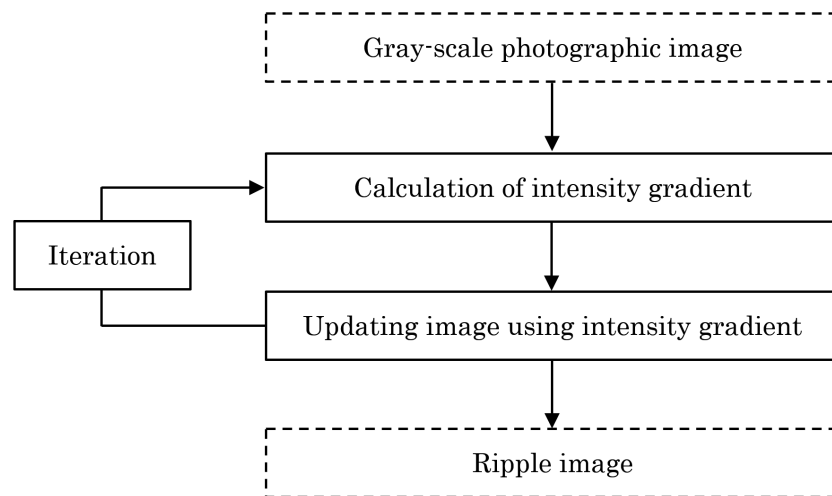 Gray-scale photographic image
Calculation of intensity gradient
Iteration
Updating image using intensity gradient
Ripple image